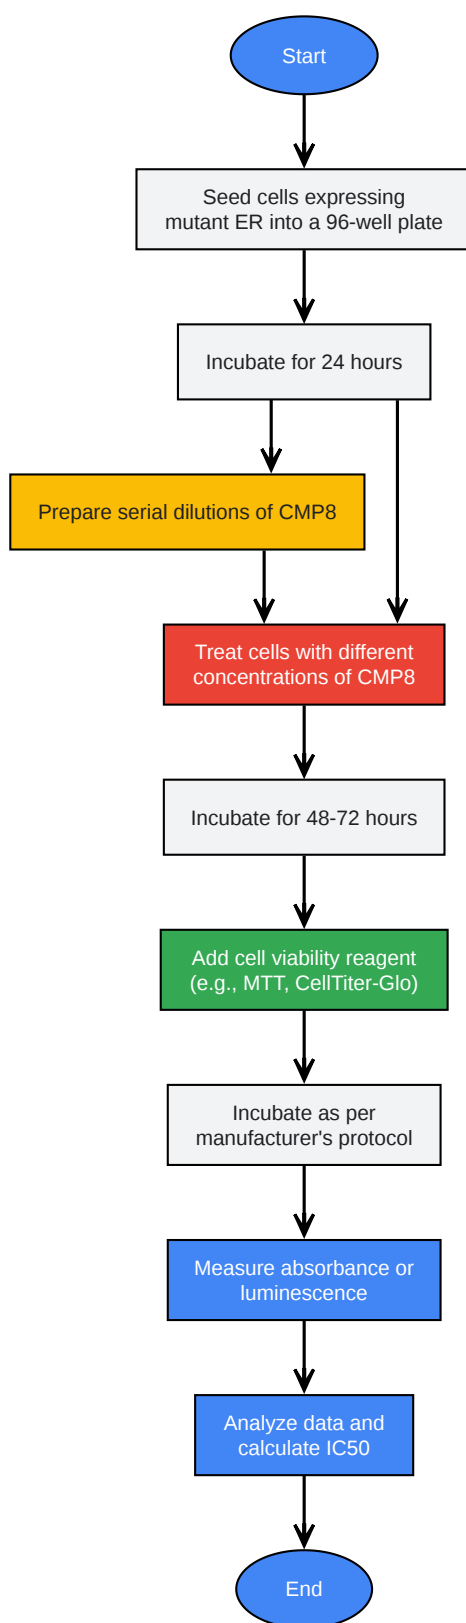 Start
Seed cells expressing
mutant ER into a 96-well plate
Incubate for 24 hours
Prepare serial dilutions of CMP8
Treat cells with different
concentrations of CMP8
Incubate for 48-72 hours
Add cell viability reagent
(e.g., MTT, CellTiter-Glo)
Incubate as per
manufacturer's protocol
Measure absorbance or
luminescence
Analyze data and
calculate IC50
End